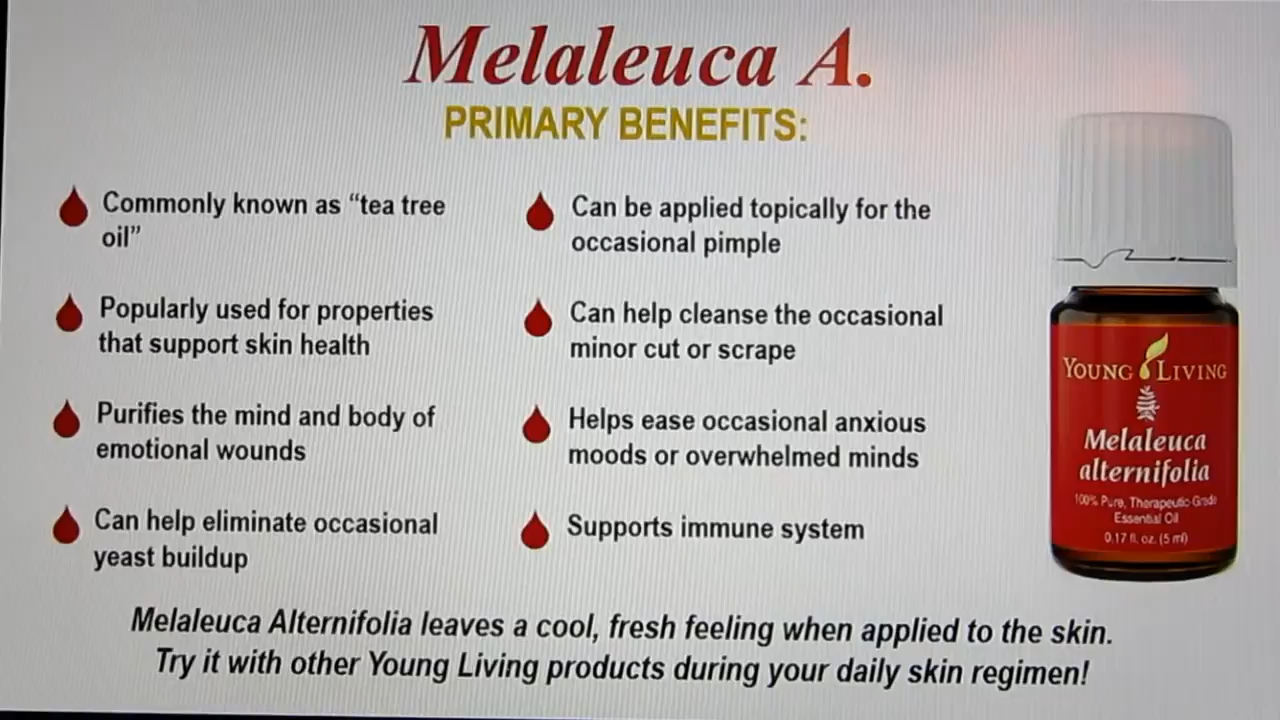 Melaleuca A.
PRIMARY BENEFITS:
Commonly known as “tea tree
oil”
Popularly used for properties
that support skin health
Purifies the mind and body of
emotional wounds
Can help eliminate occasional
yeast buildup
Can be applied topically for the
occasional pimple
Can help cleanse the occasional
minor cut or scrape
Helps ease occasional anxious
moods or overwhelmed minds
Supports immune system
YOUNG LIVING
Melaleuca
alternifolia
100% Pure, Therapeutic-Grade
Essential Oil
0.17 fl. oz. (5 ml)
Melaleuca Alternifolia leaves a cool, fresh feeling when applied to the skin.
Try it with other Young Living products during your daily skin regimen!